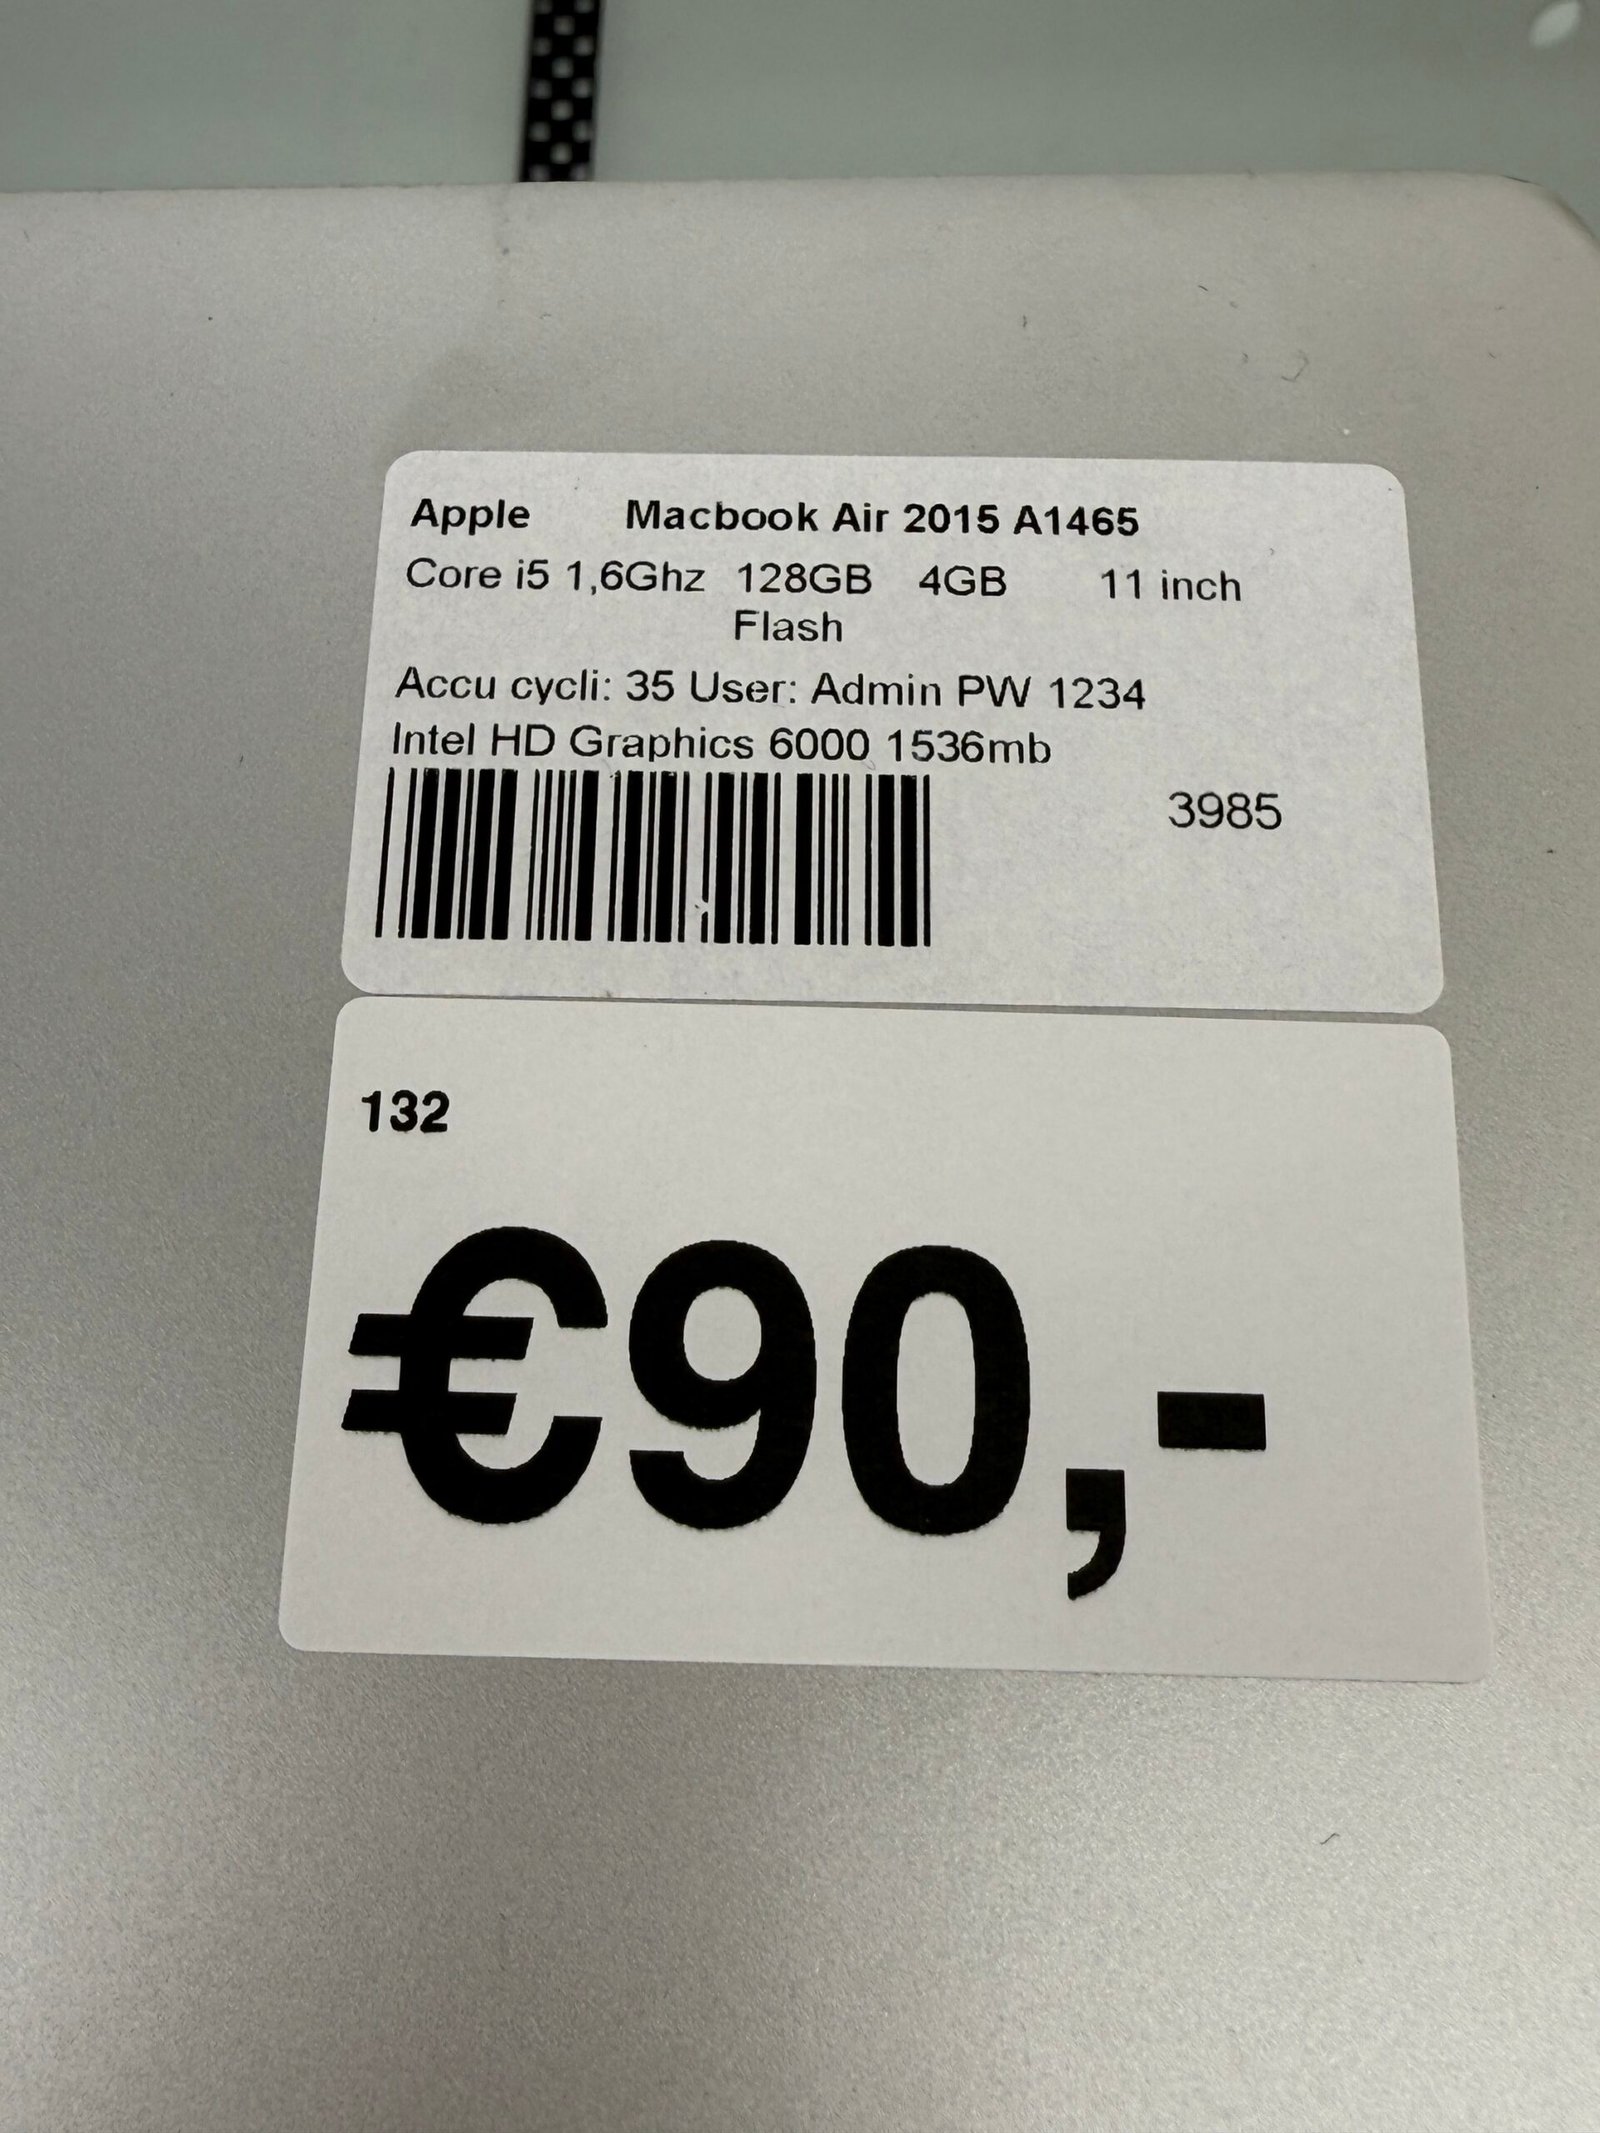 Apple Macbook Air 2015 A1465
Core i5 1,6Ghz 128GB 4GB 11 inch
Flash
Accu cycli: 35 User: Admin PW 1234
Intel HD Graphics 6000 1536mb
3985
132
€90,-